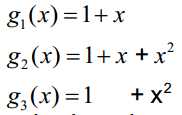 g₁(x) = 1 + x
g₂(x) = 1 + x + x²
g₃(x) = 1 + x²